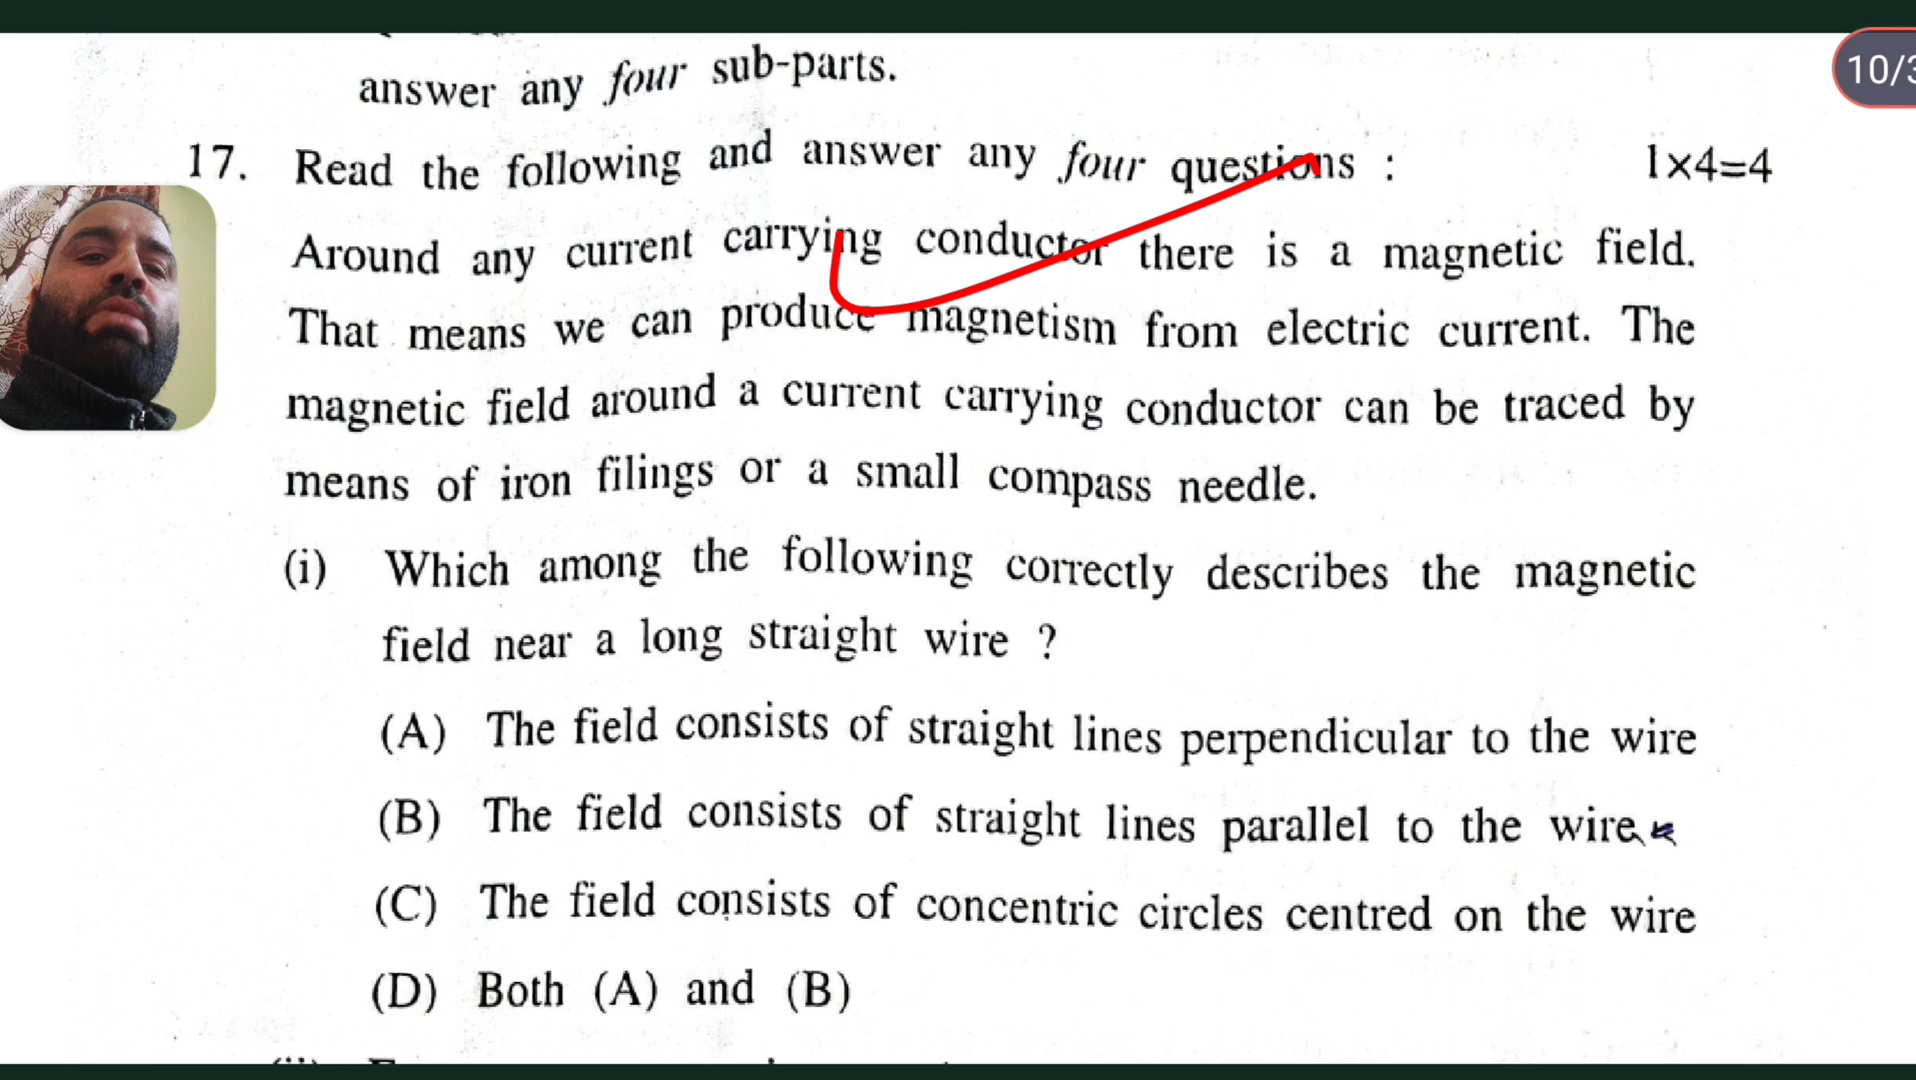 answer any four sub-parts.
10/3
17. Read the following and answer any four questions : 1×4=4
Around any current carrying conductor there is a magnetic field.
That means we can produce magnetism from electric current. The
magnetic field around a current carrying conductor can be traced by
means of iron filings or a small compass needle.
(i) Which among the following correctly describes the magnetic
field near a long straight wire ?
(A) The field consists of straight lines perpendicular to the wire
(B) The field consists of straight lines parallel to the wire
(C) The field consists of concentric circles centred on the wire
(D) Both (A) and (B)